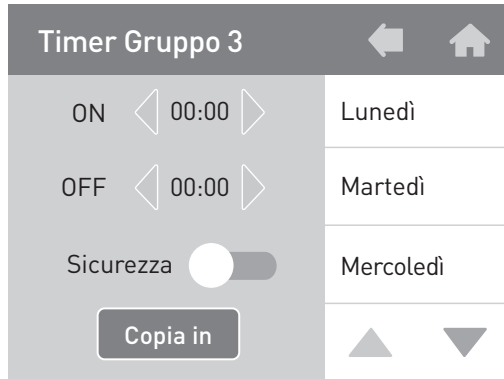 Timer Gruppo 3
ON 00:00
OFF 00:00
Sicurezza
Copia in
Lunedì
Martedì
Mercoledì